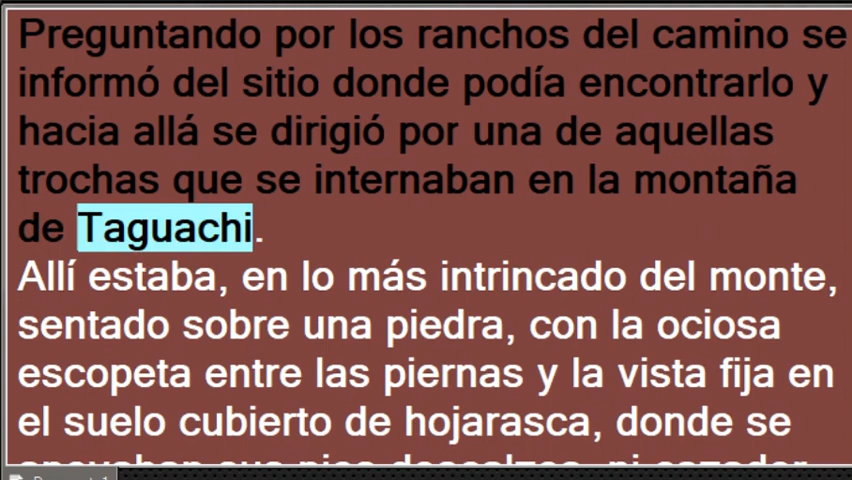 Preguntando por los ranchos del camino se
informó del sitio donde podía encontrarlo y
hacia allá se dirigió por una de aquellas
trochas que se internaban en la montaña
de Taguachi.
Allí estaba, en lo más intrincado del monte,
sentado sobre una piedra, con la ociosa
escopeta entre las piernas y la vista fija en
el suelo cubierto de hojarasca, donde se